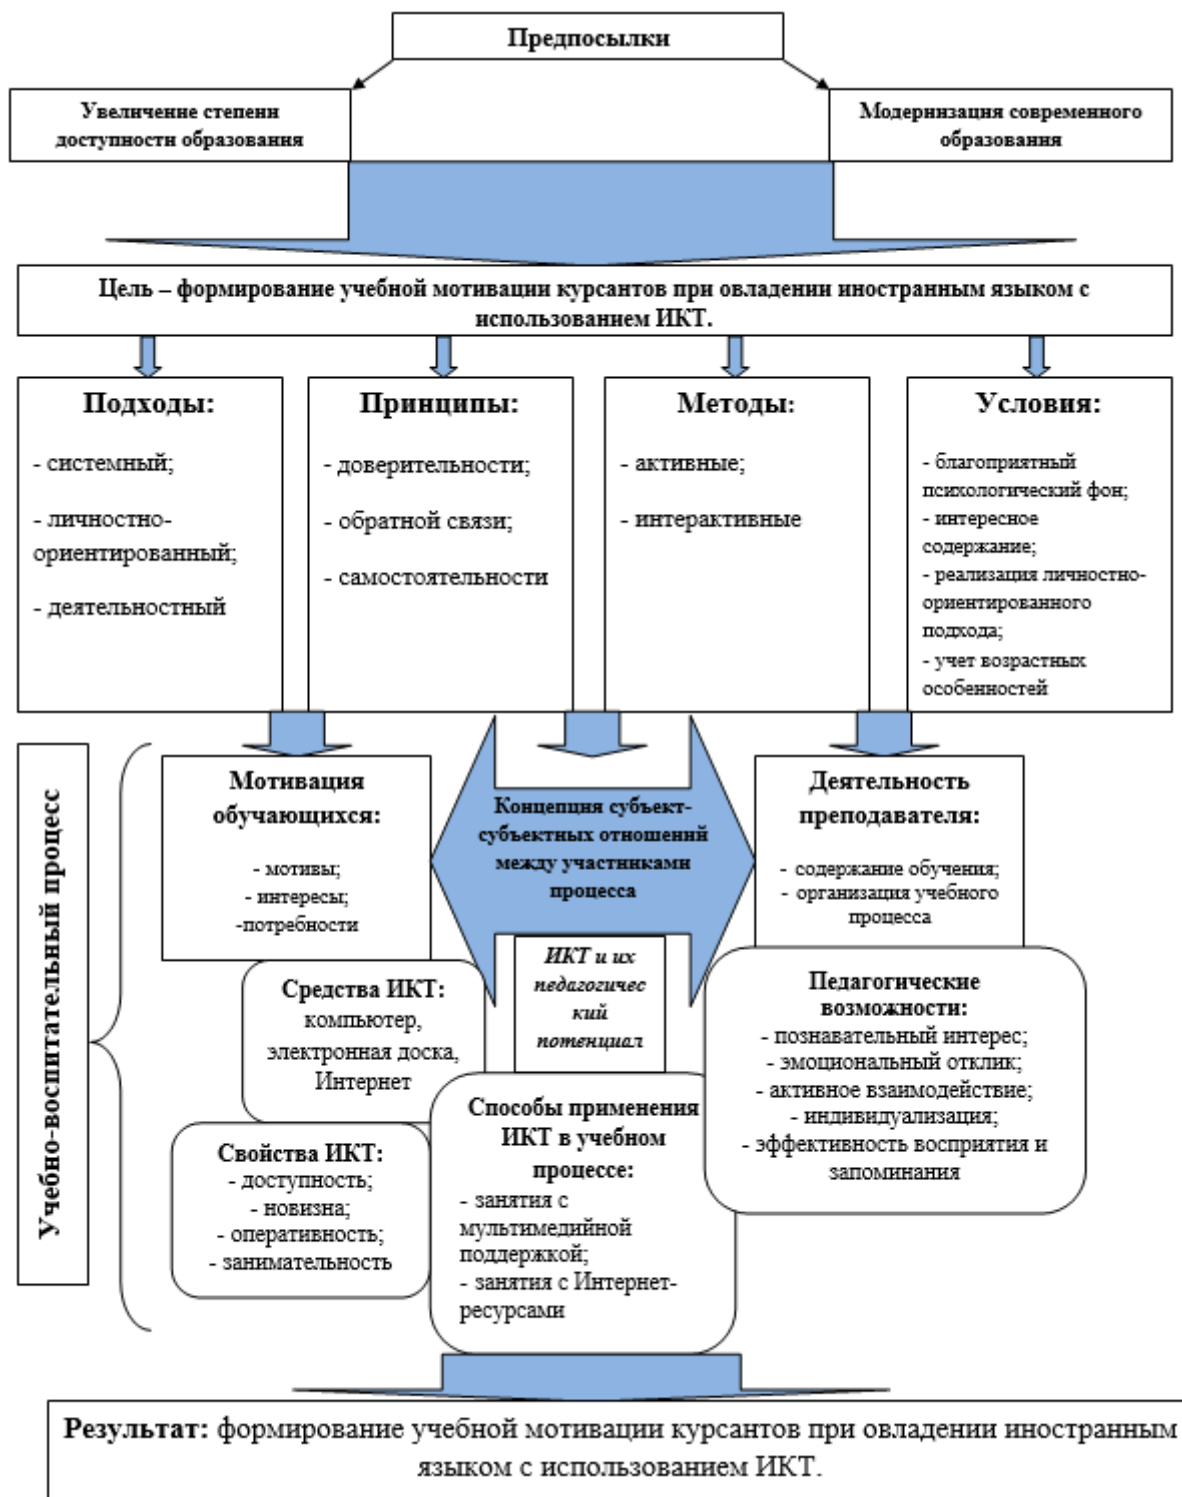 Предпосылки
Увеличение степени
доступности образования
Модернизация современного
образования
Цель – формирование учебной мотивации курсантов при овладении иностранным языком с
использованием ИКТ.
Подходы:
- системный;
- личностно-
ориентированный;
- деятельностный
Принципы:
- доверительности;
- обратной связи;
- самостоятельности
Методы:
- активные;
- интерактивные
Условия:
- благоприятный
психологический фон;
- интересное
содержание;
- реализация личностно-
ориентированного
подхода;
- учет возрастных
особенностей
Учебно-воспитательный процесс
Мотивация
обучающихся:
- мотивы;
- интересы;
-потребности
Концепция субъект-
субъектных отношений
между участниками
процесса
Деятельность
преподавателя:
- содержание обучения;
- организация учебного
процесса
ИКТ и их
педагогичес
кий
потенциал
Средства ИКТ:
компьютер,
электронная доска,
Интернет
Педагогические
возможности:
- познавательный интерес;
- эмоциональный отклик;
- активное взаимодействие;
- индивидуализация;
- эффективность восприятия и
запоминания
Свойства ИКТ:
- доступность;
- новизна;
- оперативность;
- занимательность
Способы применения
ИКТ в учебном
процессе:
- занятия с
мультимедийной
поддержкой;
- занятия с Интернет-
ресурсами
Результат: формирование учебной мотивации курсантов при овладении иностранным
языком с использованием ИКТ.